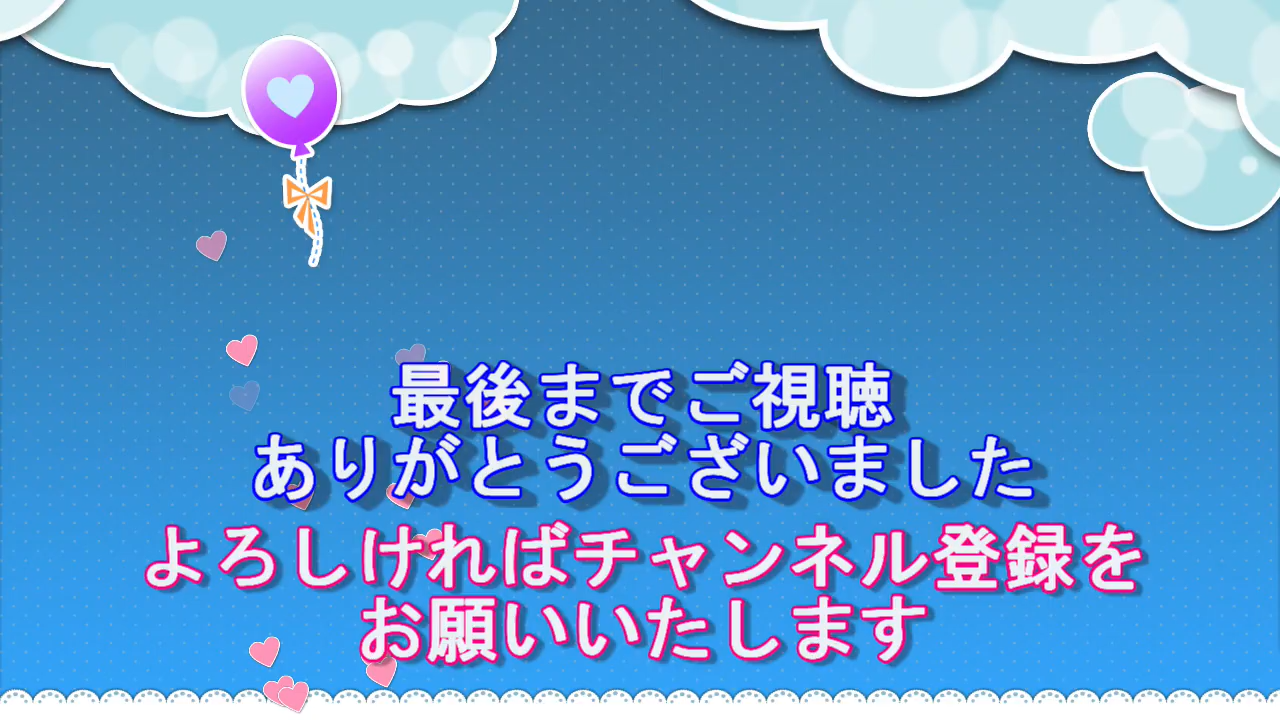 最後までご視聴
ありがとうございました
よろしければチャンネル登録を
お願いいたします